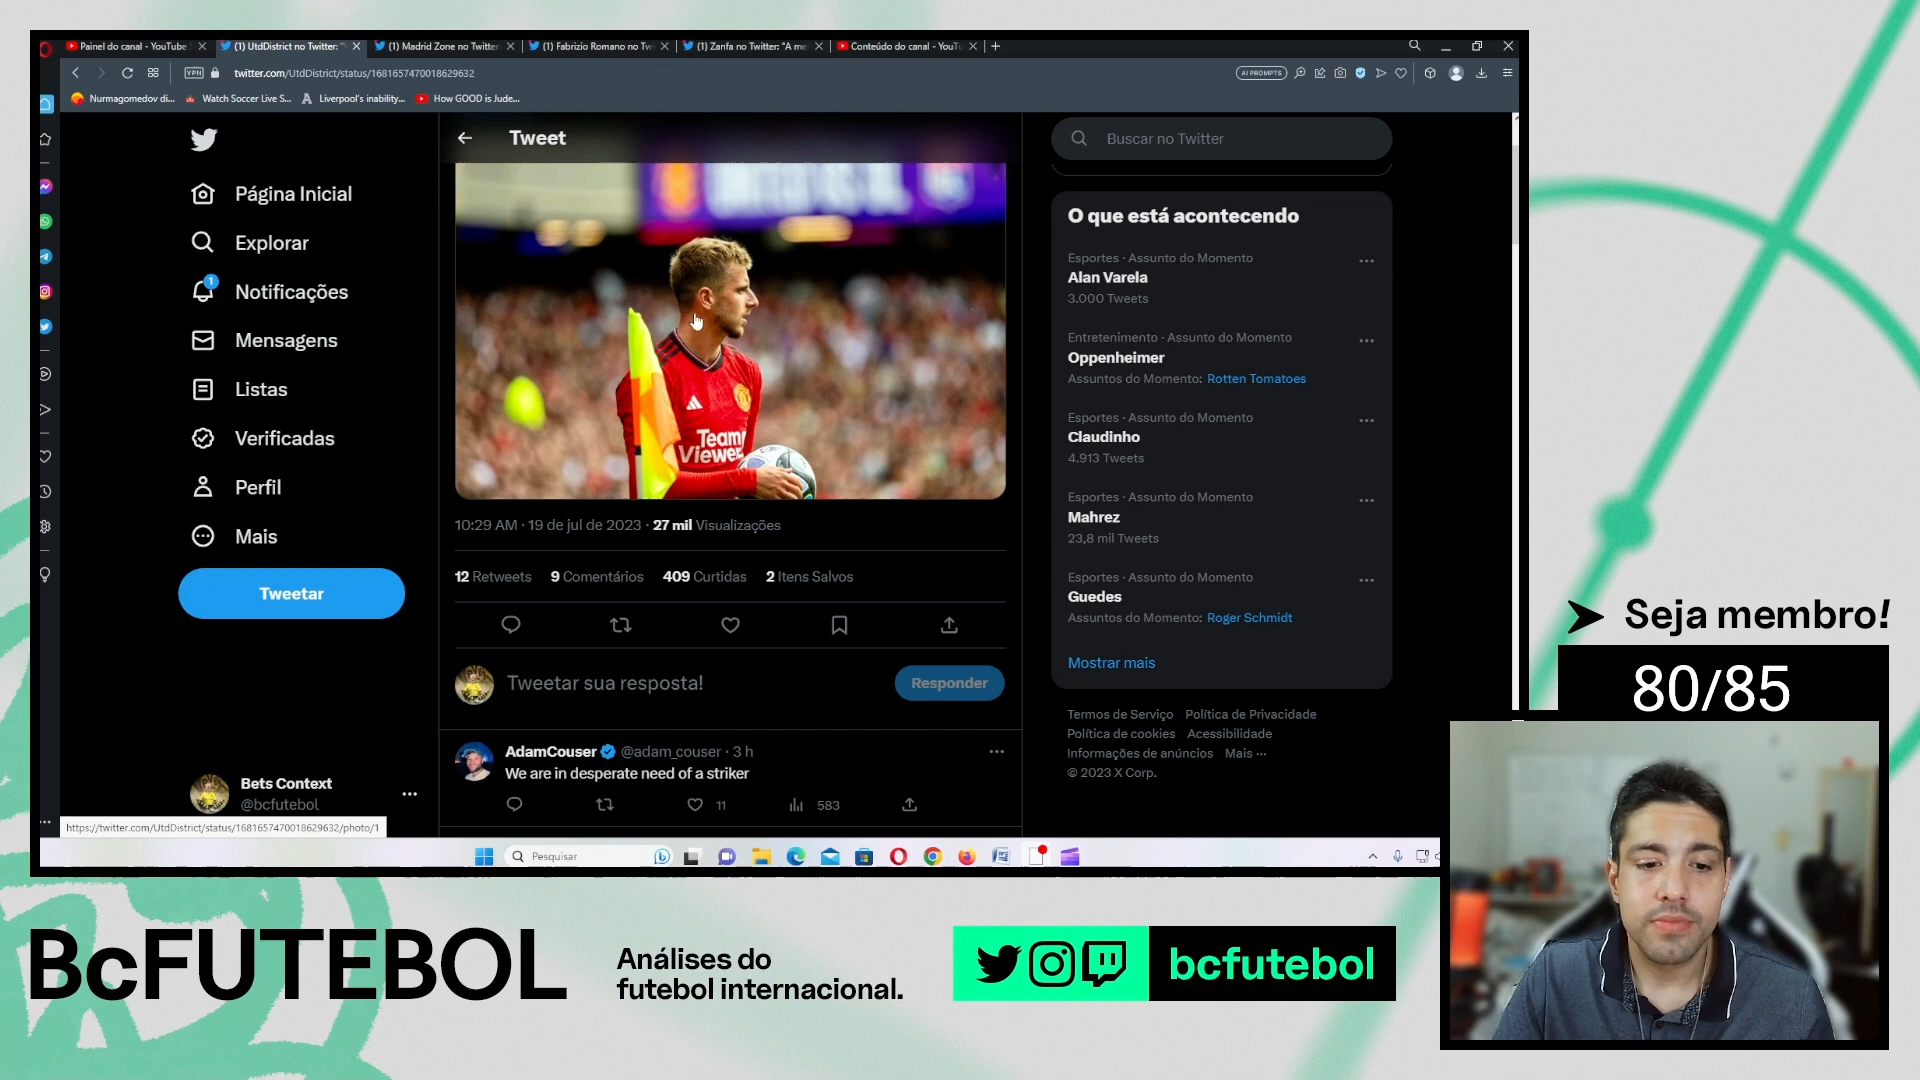 Painel do canal - YouTube S
(1) UtdDistrict no Twitter: "
(1) Madrid Zone no Twitter
(1) Fabrizio Romano no Tw
(1) Zanfa no Twitter: "A me
Conteúdo do canal - YouTu
VPN
twitter.com/UtdDistrict/status/1681657470018629632
AI PROMPTS
Nurmagomedov di...
Watch Soccer Live S...
Liverpool's inability...
How GOOD is Jude...
Tweet
Buscar no Twitter
Página Inicial
Explorar
1
Notificações
Mensagens
Listas
Verificadas
Perfil
Mais
Tweetar
Team
Viewer
10:29 AM · 19 de jul de 2023 · 27 mil Visualizações
12 Retweets 9 Comentários 409 Curtidas 2 Itens Salvos
Tweetar sua resposta!
Responder
AdamCouser @adam_couser · 3 h
We are in desperate need of a striker
11
583
O que está acontecendo
Esportes · Assunto do Momento
Alan Varela
3.000 Tweets
Entretenimento · Assunto do Momento
Oppenheimer
Assuntos do Momento: Rotten Tomatoes
Esportes · Assunto do Momento
Claudinho
4.913 Tweets
Esportes · Assunto do Momento
Mahrez
23,8 mil Tweets
Esportes · Assunto do Momento
Guedes
Assuntos do Momento: Roger Schmidt
Mostrar mais
Termos de Serviço Política de Privacidade
Política de cookies Acessibilidade
Informações de anúncios Mais ···
© 2023 X Corp.
Bets Context
@bcfutebol
https://twitter.com/UtdDistrict/status/1681657470018629632/photo/1
Pesquisar
Seja membro!
80/85
BcFUTEBOL
Análises do
futebol internacional.
bcfutebol